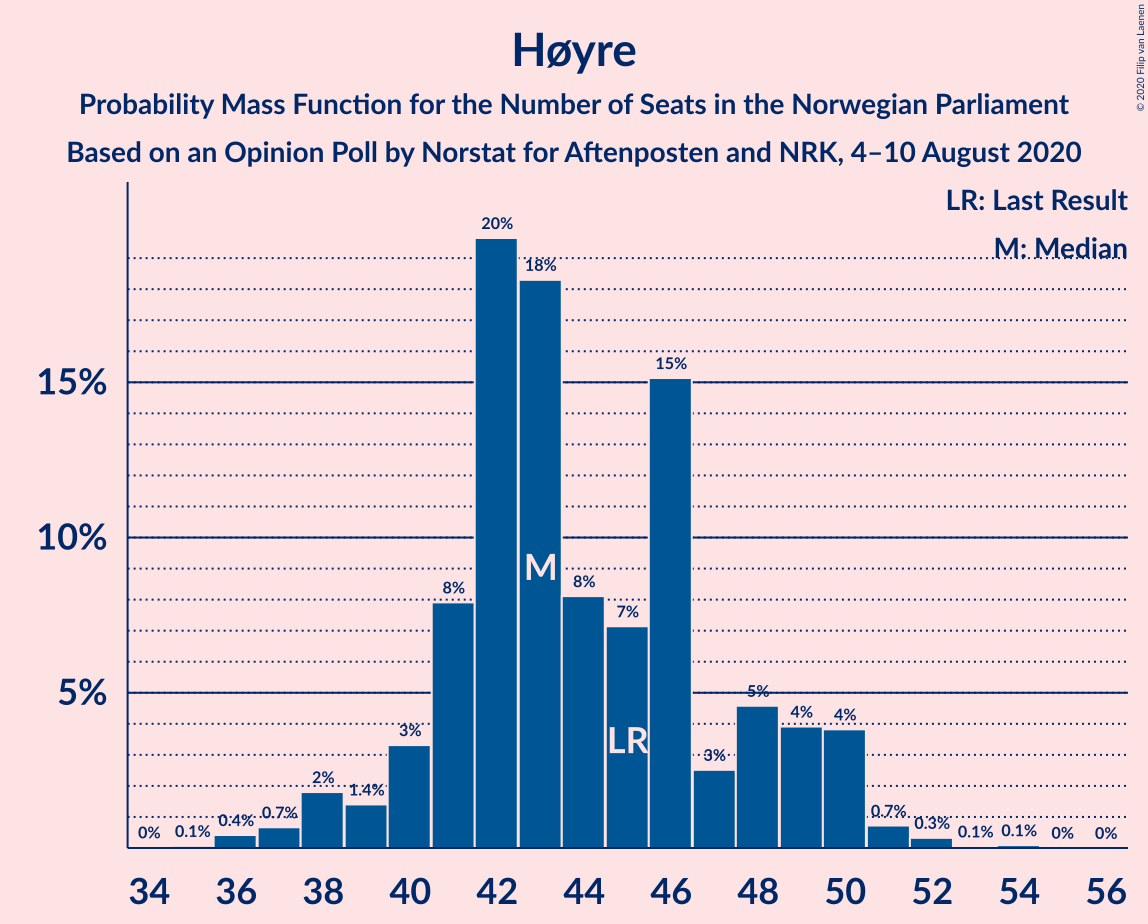 Høyre
Probability Mass Function for the Number of Seats in the Norwegian Parliament
Based on an Opinion Poll by Norstat for Aftenposten and NRK, 4–10 August 2020
© 2020 Filip van Laenen
LR: Last Result
M: Median
15%
10%
5%
0%
0.1%
0.4%
0.7%
2%
1.4%
3%
8%
20%
18%
8%
7%
15%
3%
5%
4%
4%
0.7%
0.3%
0.1%
0.1%
0%
0%
M
LR
34 36 38 40 42 44 46 48 50 52 54 56